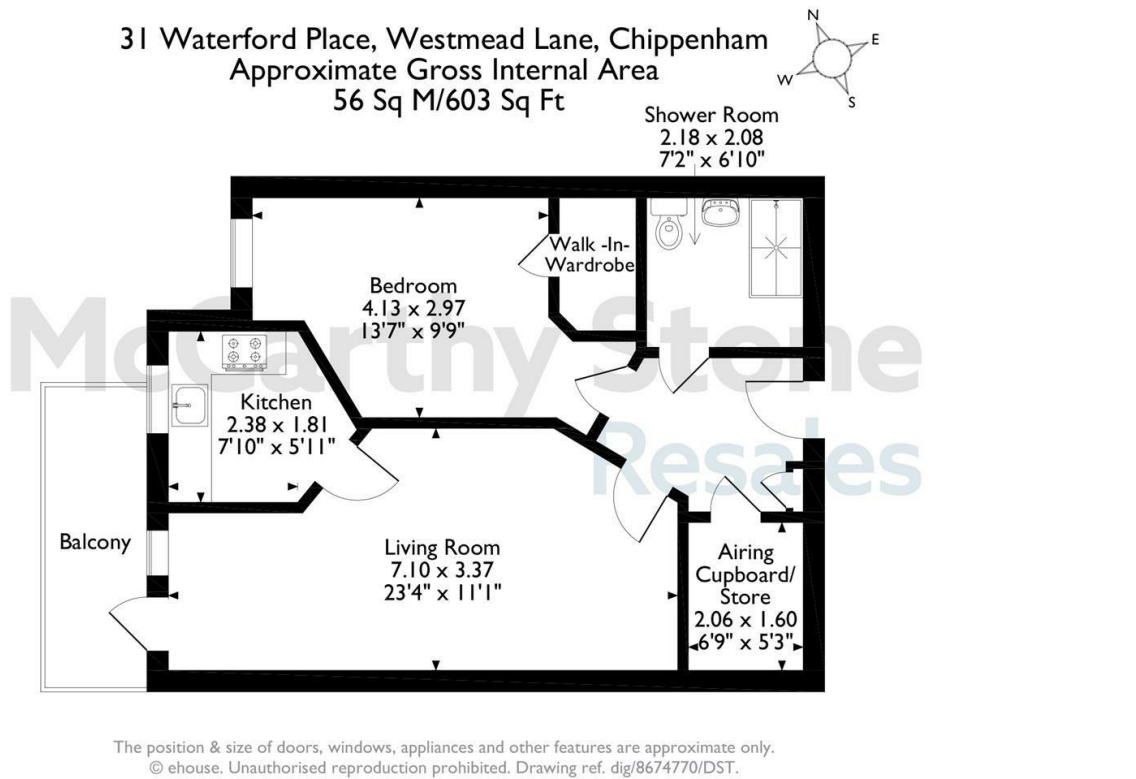 31 Waterford Place, Westmead Lane, Chippenham
Approximate Gross Internal Area
56 Sq M/603 Sq Ft
N
E
W
S
Shower Room
2.18 x 2.08
7'2" x 6'10"
Walk -In-
Wardrobe
Bedroom
4.13 x 2.97
13'7" x 9'9"
McCarthy Stone
Resales
Kitchen
2.38 x 1.81
7'10" x 5'11"
Balcony
Living Room
7.10 x 3.37
23'4" x 11'1"
Airing
Cupboard/
Store
2.06 x 1.60
6'9" x 5'3"
The position & size of doors, windows, appliances and other features are approximate only.
© ehouse. Unauthorised reproduction prohibited. Drawing ref. dig/8674770/DST.